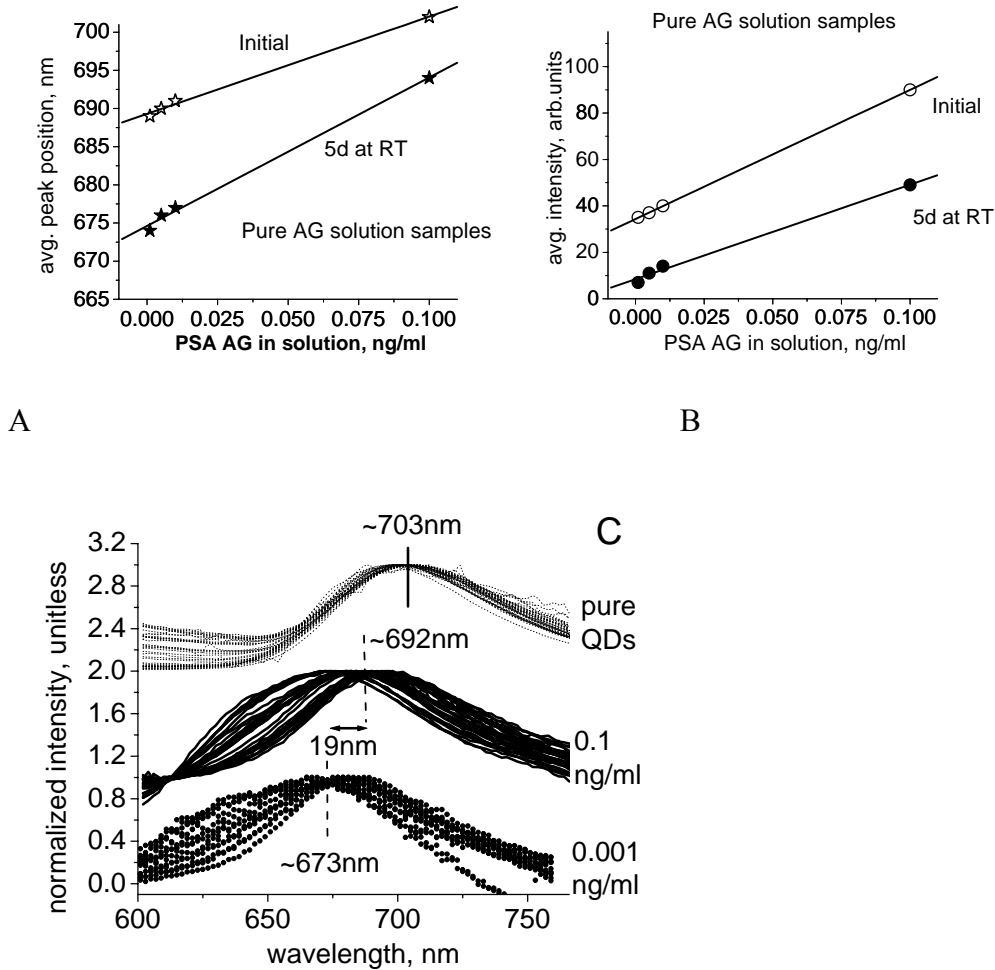 700
695
690
685
680
675
670
665
avg. peak position, nm
Initial
5d at RT
Pure AG solution samples
0.000 0.025 0.050 0.075 0.100
PSA AG in solution, ng/ml
A
Pure AG solution samples
100
80
60
40
20
0
avg. intensity, arb.units
Initial
5d at RT
0.000 0.025 0.050 0.075 0.100
PSA AG in solution, ng/ml
B
C
3.2
2.8
2.4
2.0
1.6
1.2
0.8
0.4
0.0
normalized intensity, unitless
~703nm
pure
QDs
~692nm
19nm
0.1
ng/ml
~673nm
0.001
ng/ml
600 650 700 750
wavelength, nm